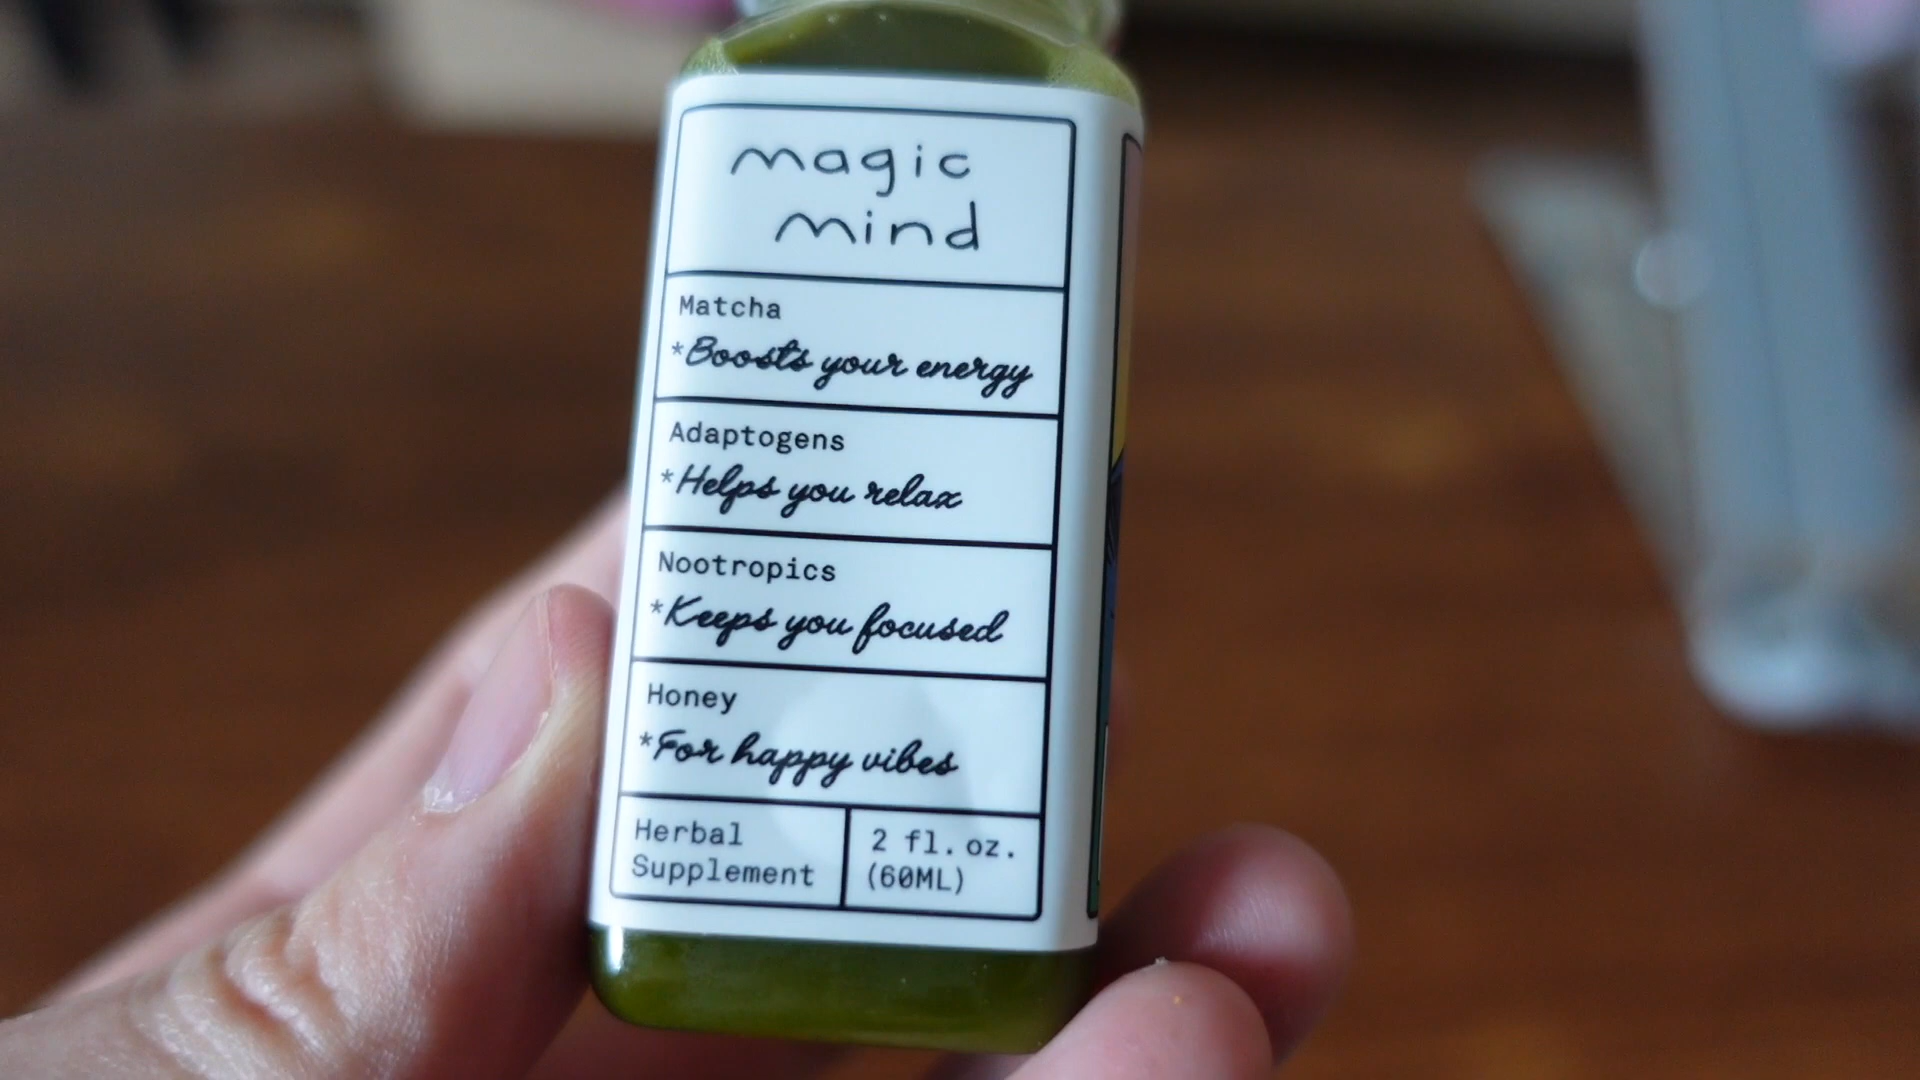 magic
mind
Matcha
*Boosts your energy
Adaptogens
*Helps you relax
Nootropics
*Keeps you focused
Honey
*For happy vibes
Herbal
Supplement
2 fl. oz.
(60ML)